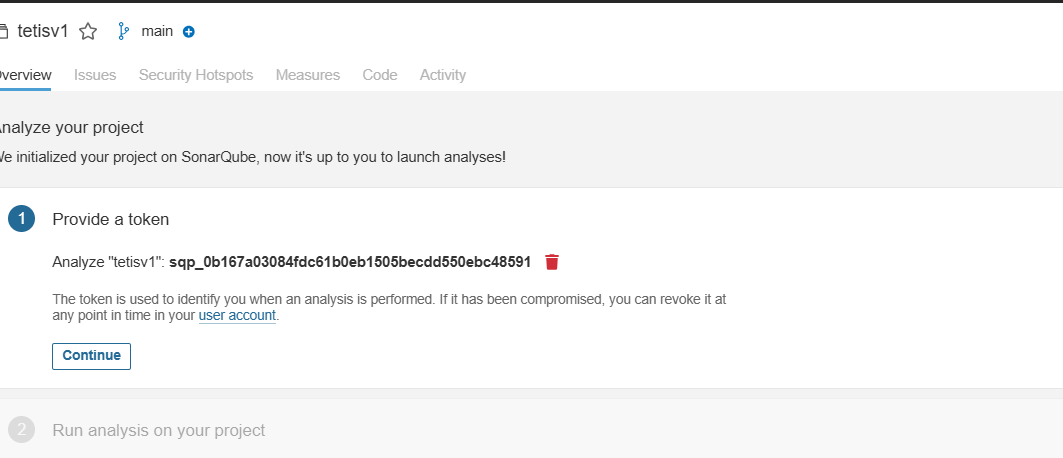 tetisv1 main
Overview Issues Security Hotspots Measures Code Activity
Analyze your project
We initialized your project on SonarQube, now it's up to you to launch analyses!
1 Provide a token
Analyze "tetisv1": sqp_0b167a03084fdc61b0eb1505becdd550ebc48591
The token is used to identify you when an analysis is performed. If it has been compromised, you can revoke it at
any point in time in your user account.
Continue
2 Run analysis on your project